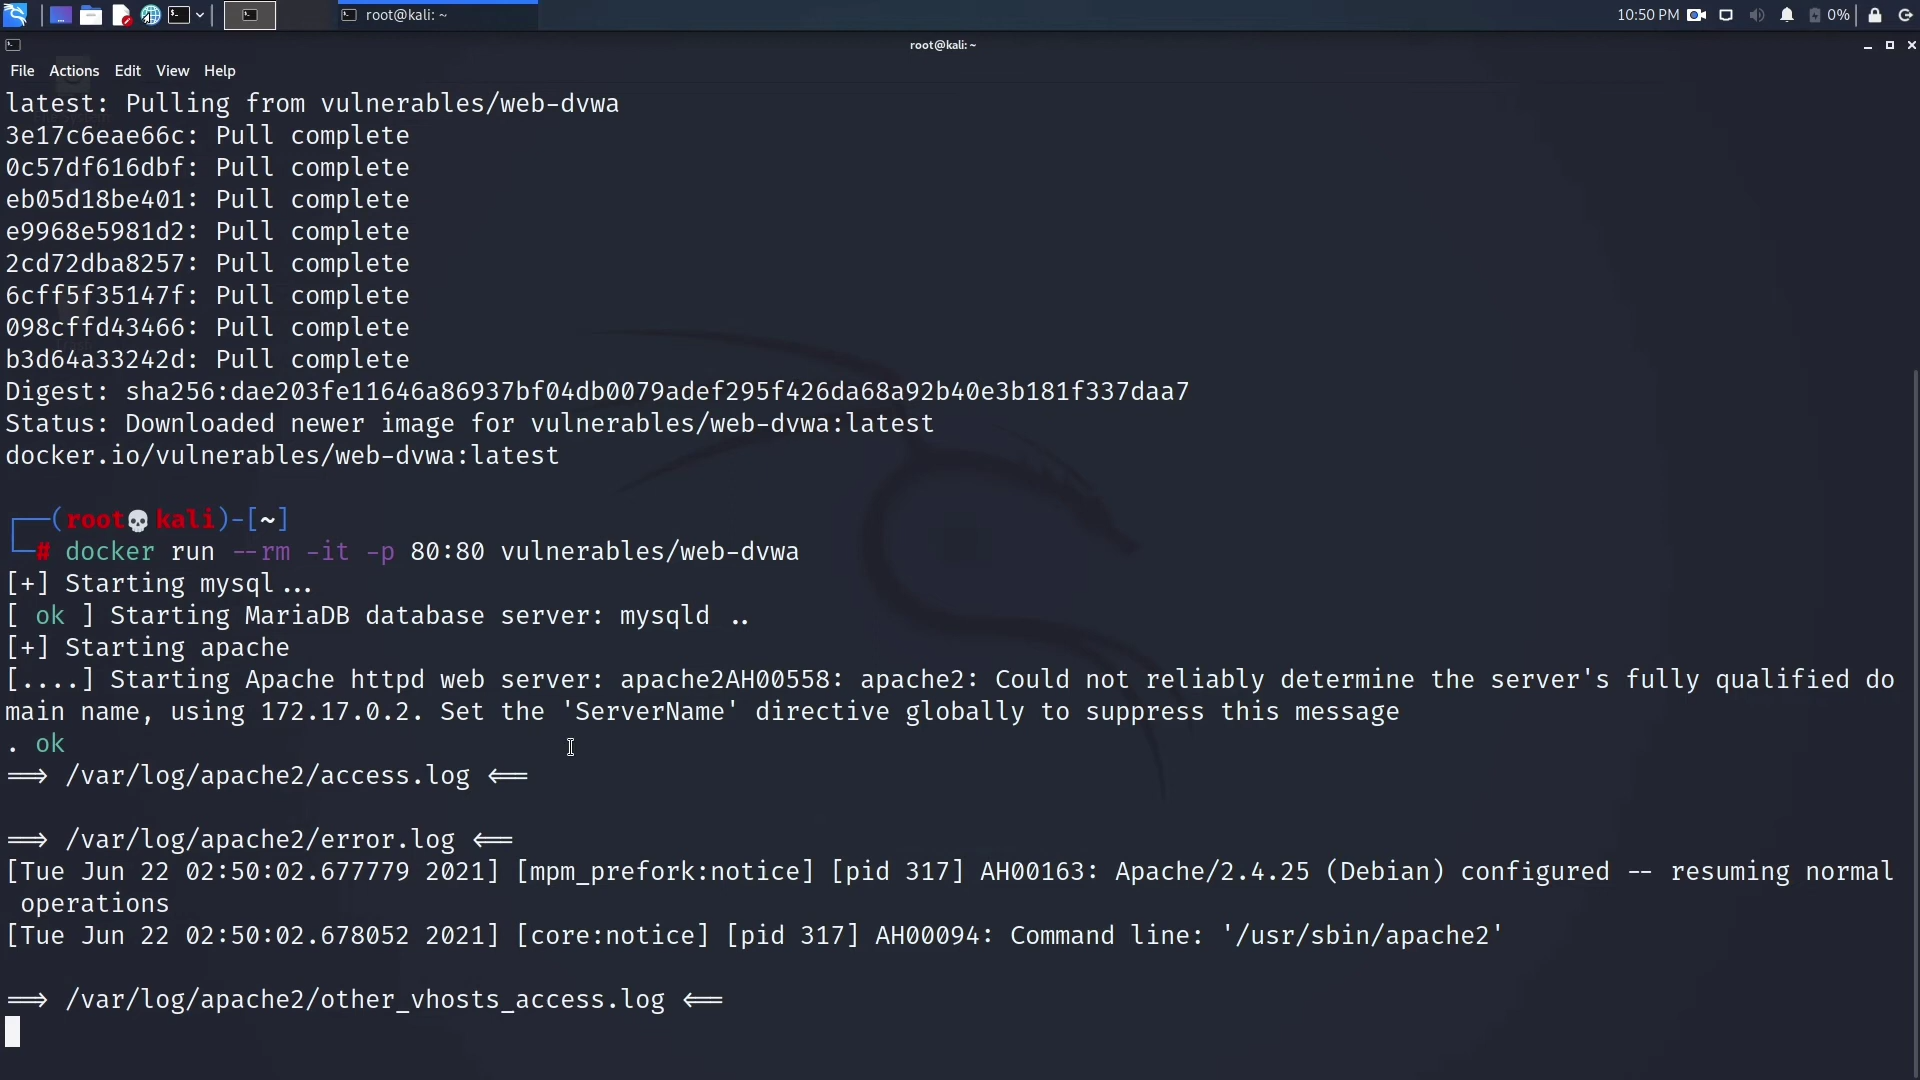 root@kali: ~
10:50 PM
0%
root@kali: ~
File Actions Edit View Help
latest: Pulling from vulnerables/web-dvwa
3e17c6eae66c: Pull complete
0c57df616dbf: Pull complete
eb05d18be401: Pull complete
e9968e5981d2: Pull complete
2cd72dba8257: Pull complete
6cff5f35147f: Pull complete
098cffd43466: Pull complete
b3d64a33242d: Pull complete
Digest: sha256:dae203fe11646a86937bf04db0079adef295f426da68a92b40e3b181f337daa7
Status: Downloaded newer image for vulnerables/web-dvwa:latest
docker.io/vulnerables/web-dvwa:latest
┌──(root💀kali)-[~]
└─# docker run --rm -it -p 80:80 vulnerables/web-dvwa
[+] Starting mysql...
[ ok ] Starting MariaDB database server: mysqld ..
[+] Starting apache
[....] Starting Apache httpd web server: apache2AH00558: apache2: Could not reliably determine the server's fully qualified do
main name, using 172.17.0.2. Set the 'ServerName' directive globally to suppress this message
. ok
==> /var/log/apache2/access.log <==
==> /var/log/apache2/error.log <==
[Tue Jun 22 02:50:02.677779 2021] [mpm_prefork:notice] [pid 317] AH00163: Apache/2.4.25 (Debian) configured -- resuming normal
operations
[Tue Jun 22 02:50:02.678052 2021] [core:notice] [pid 317] AH00094: Command line: '/usr/sbin/apache2'
==> /var/log/apache2/other_vhosts_access.log <==